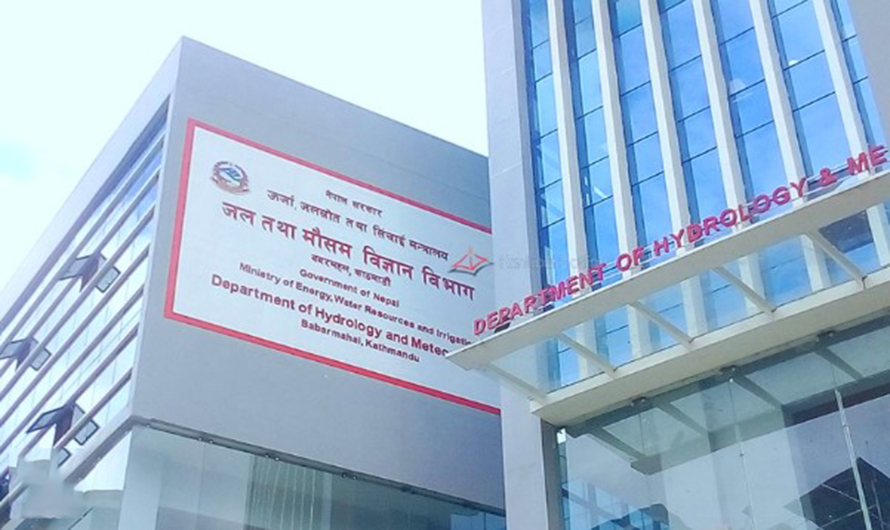 नेपाल सरकार
ऊर्जा, जलस्रोत तथा सिंचाई मन्त्रालय
जल तथा मौसम विज्ञान विभाग
बबरमहल, काठमाडौं
Government of Nepal
Ministry of Energy, Water Resources and Irrigation
Department of Hydrology and Meteo
Babarmahal, Kathmandu
DEPARTMENT OF HYDROLOGY & ME